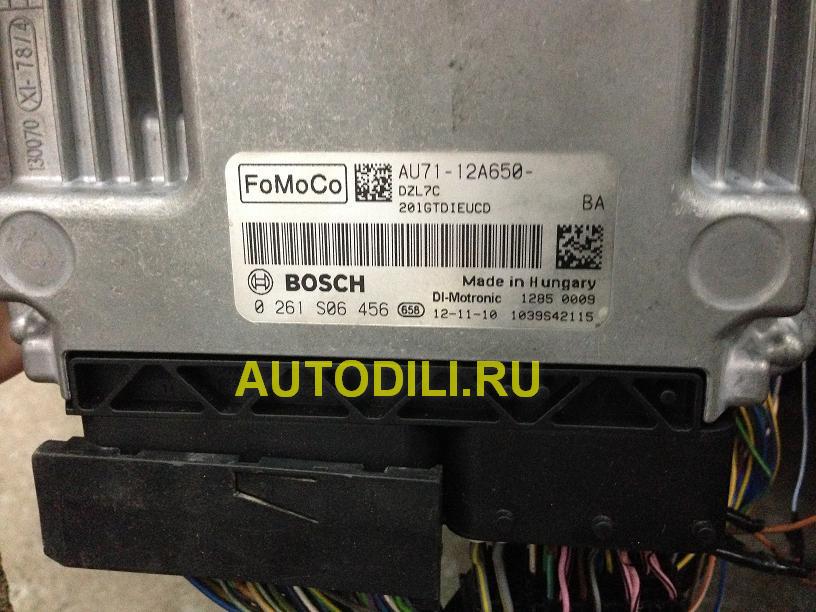 130070 XI-78/4
FoMoCo
AU71-12A650-
DZL7C
201GTDIEUCD
BA
BOSCH
Made in Hungary
DI-Motronic 1285 0009
0 261 S06 456 658
12-11-10 1039S42115
AUTODILI.RU